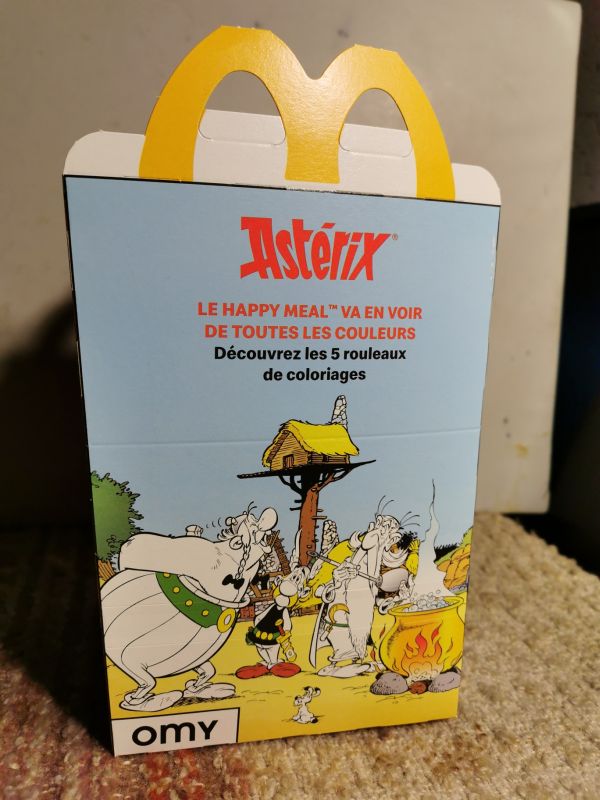 Astérix®
LE HAPPY MEAL™ VA EN VOIR
DE TOUTES LES COULEURS
Découvrez les 5 rouleaux
de coloriages
omy